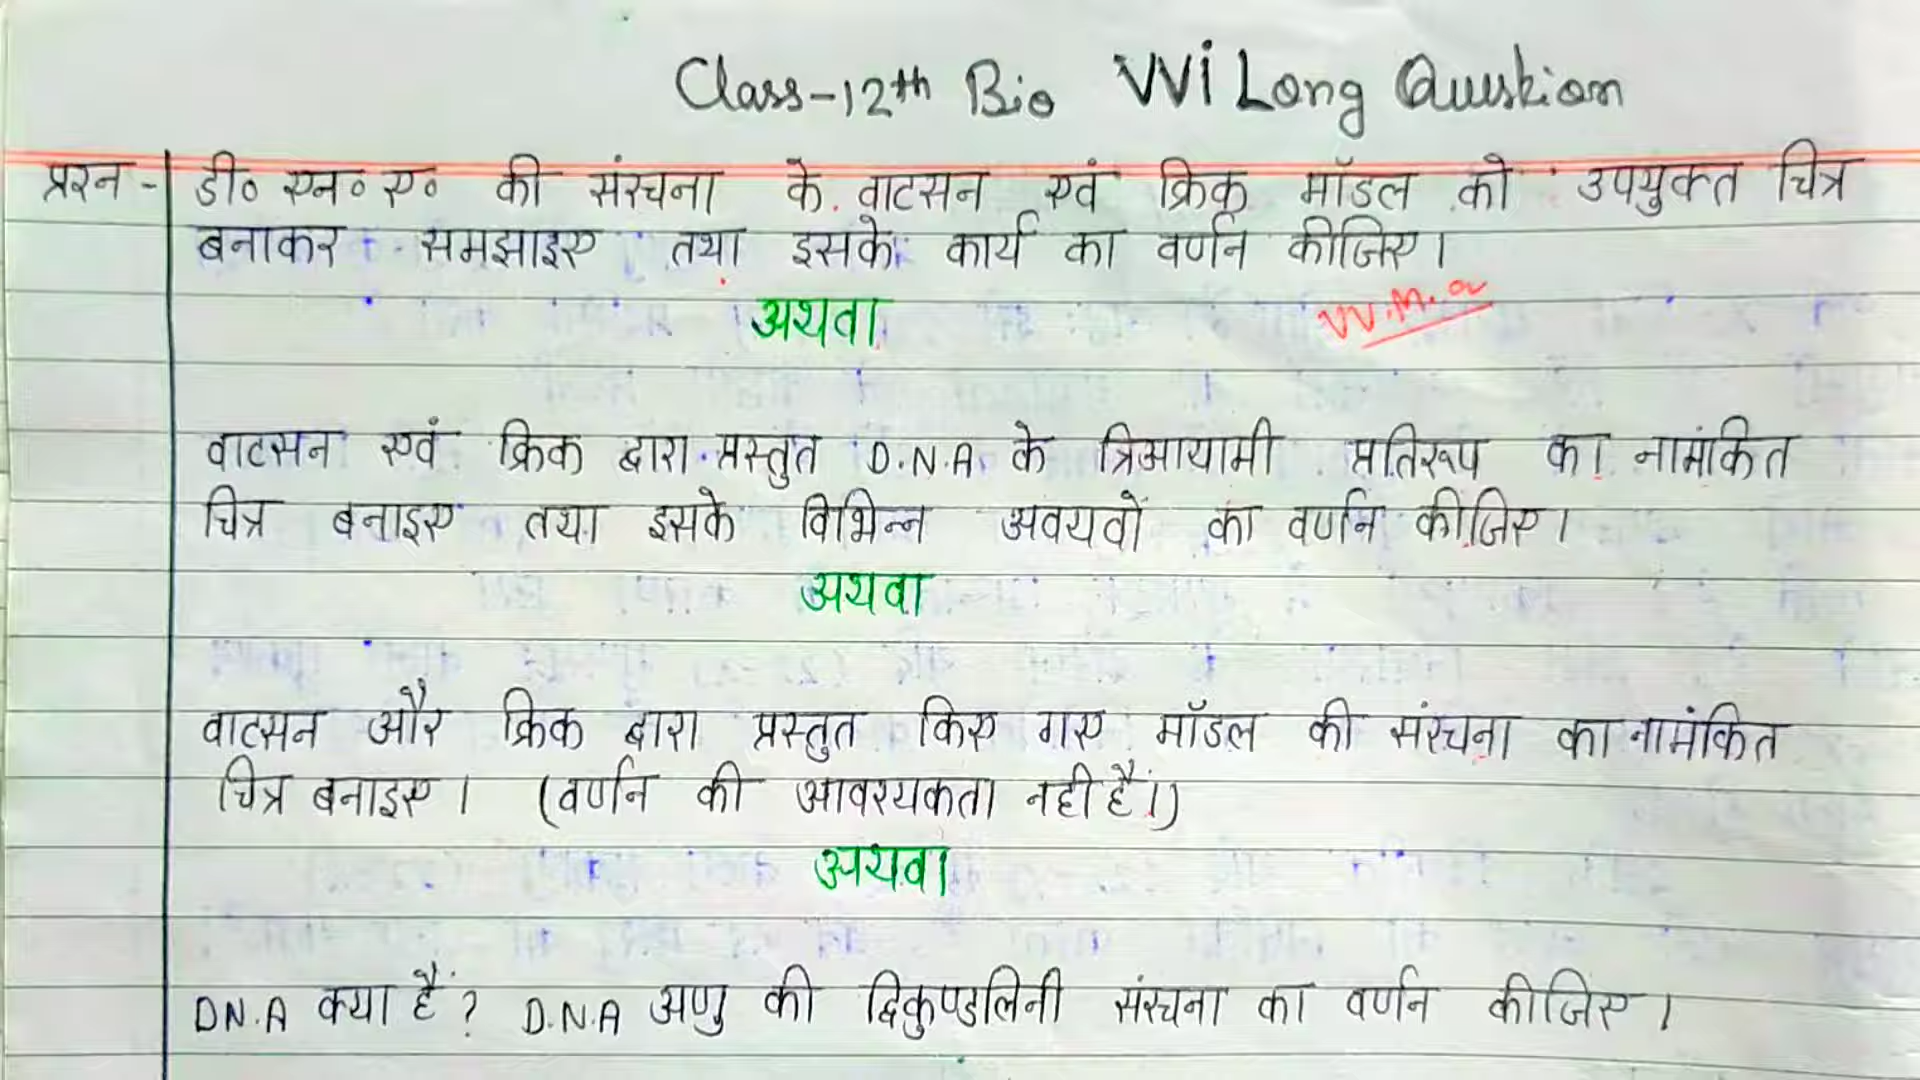 Class-12th Bio VVI Long Question
प्रश्न - डी० एन० ए० की संरचना के वाटसन एवं क्रिक मॉडल को उपयुक्त चित्र
बनाकर समझाइए तथा इसके कार्य का वर्णन कीजिए।
अथवा
वाटसन एवं क्रिक द्वारा प्रस्तुत D.N.A के त्रिआयामी प्रतिरूप का नामंकित
चित्र बनाइए तथा इसके विभिन्न अवयवों का वर्णन कीजिए।
अथवा
वाटसन और क्रिक द्वारा प्रस्तुत किए गए मॉडल की संरचना का नामंकित
चित्र बनाइए। (वर्णन की आवश्यकता नही है।)
अथवा
DN.A क्या है? D.N.A अणु की द्विकुण्डलिनी संरचना का वर्णन कीजिए।